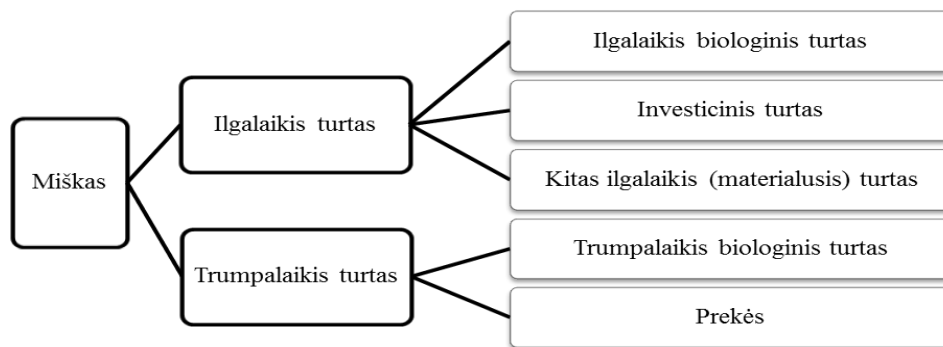 Miškas
Ilgalaikis turtas
Ilgalaikis biologinis turtas
Investicinis turtas
Kitas ilgalaikis (materialusis) turtas
Trumpalaikis turtas
Trumpalaikis biologinis turtas
Prekės